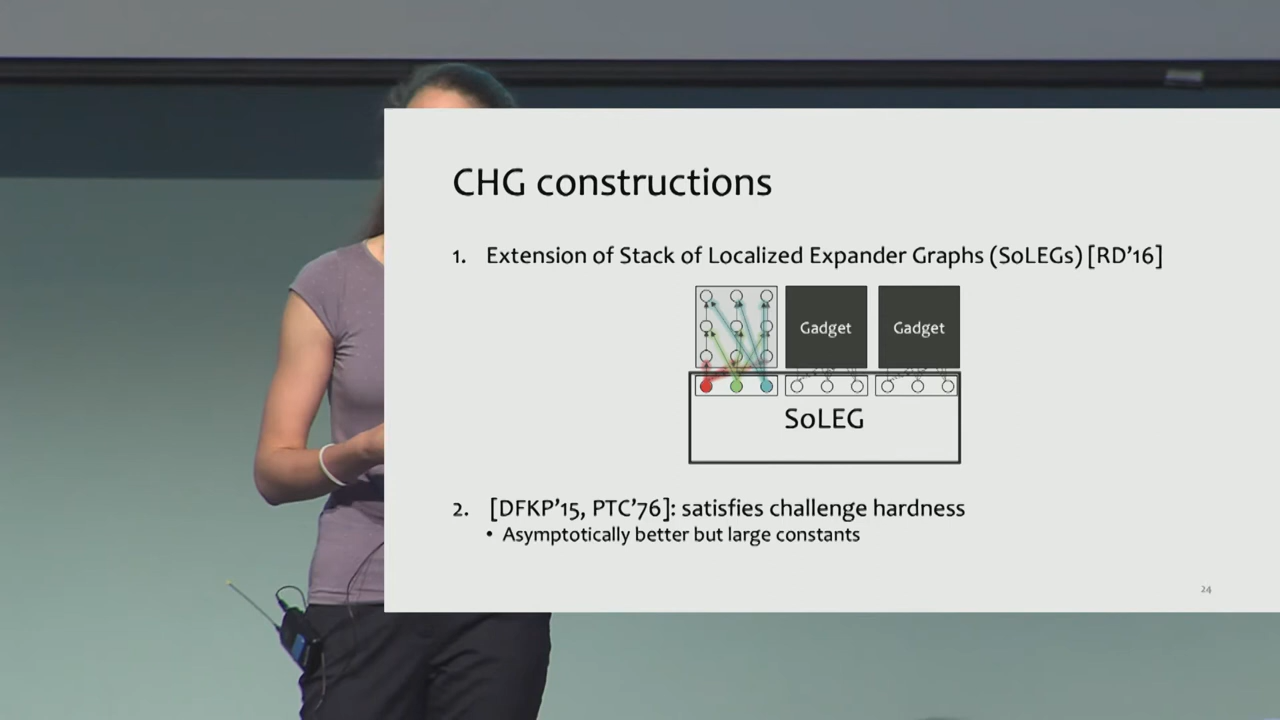 CHG constructions
1. Extension of Stack of Localized Expander Graphs (SoLEGs) [RD’16]
Gadget Gadget
SoLEG
2. [DFKP’15, PTC’76]: satisfies challenge hardness
• Asymptotically better but large constants
24